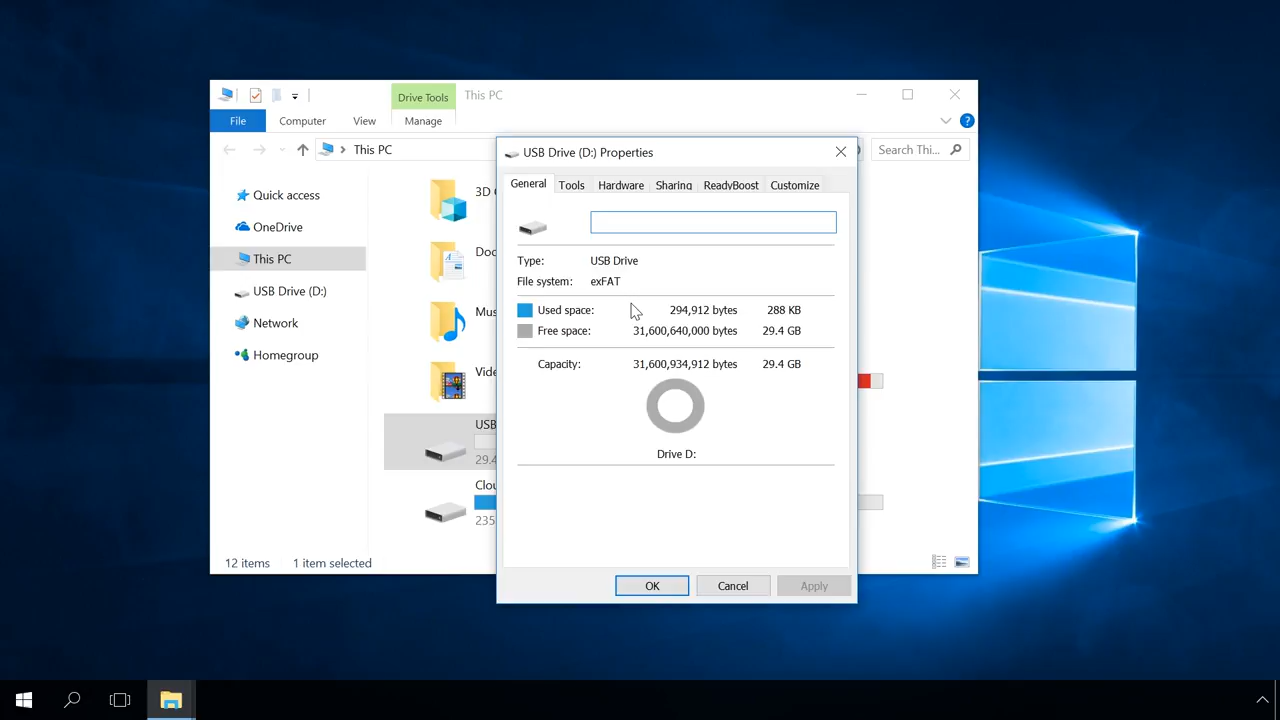 Drive Tools
This PC
File
Computer
View
Manage
This PC
Search Thi...
USB Drive (D:) Properties
General
Tools
Hardware
Sharing
ReadyBoost
Customize
Quick access
OneDrive
This PC
USB Drive (D:)
Network
Homegroup
3D
Doc
Mus
Vide
USB
29.4
Clou
235
Type:
USB Drive
File system:
exFAT
Used space:
294,912 bytes
288 KB
Free space:
31,600,640,000 bytes
29.4 GB
Capacity:
31,600,934,912 bytes
29.4 GB
Drive D:
12 items
1 item selected
OK
Cancel
Apply